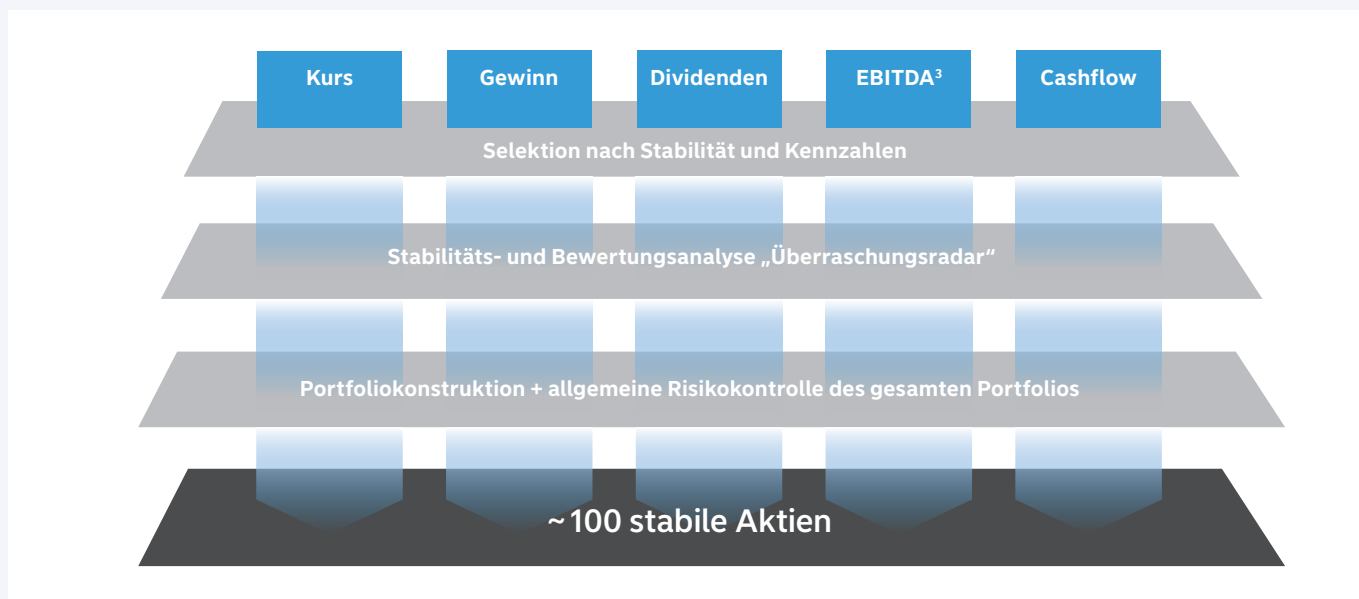 Kurs
Gewinn
Dividenden
EBITDA³
Cashflow
Selektion nach Stabilität und Kennzahlen
Stabilitäts- und Bewertungsanalyse „Überraschungsradar“
Portfoliokonstruktion + allgemeine Risikokontrolle des gesamten Portfolios
~ 100 stabile Aktien